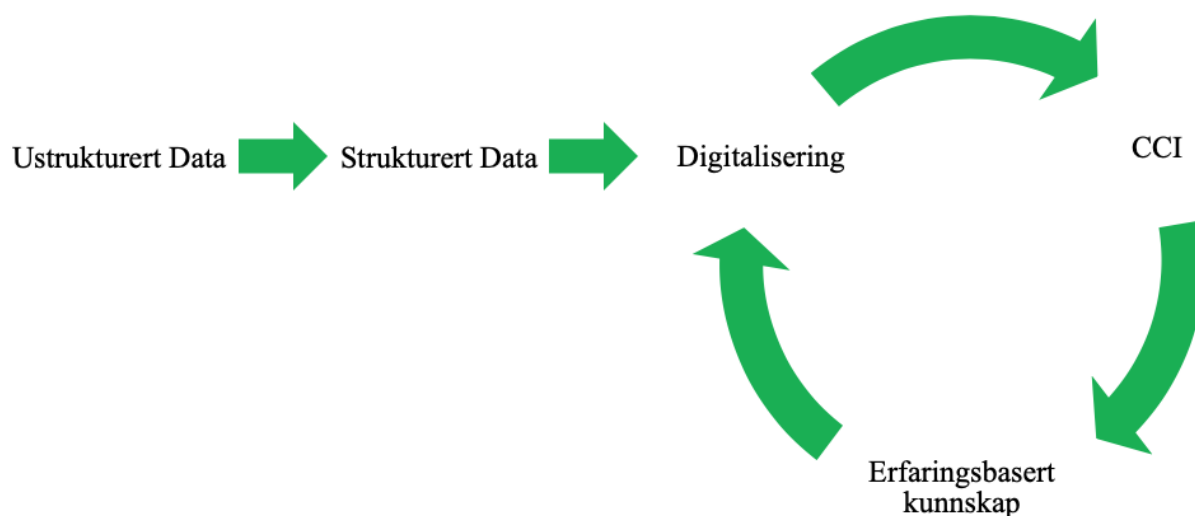 Ustrukturert Data
Strukturert Data
Digitalisering
CCI
Erfaringsbasert
kunnskap